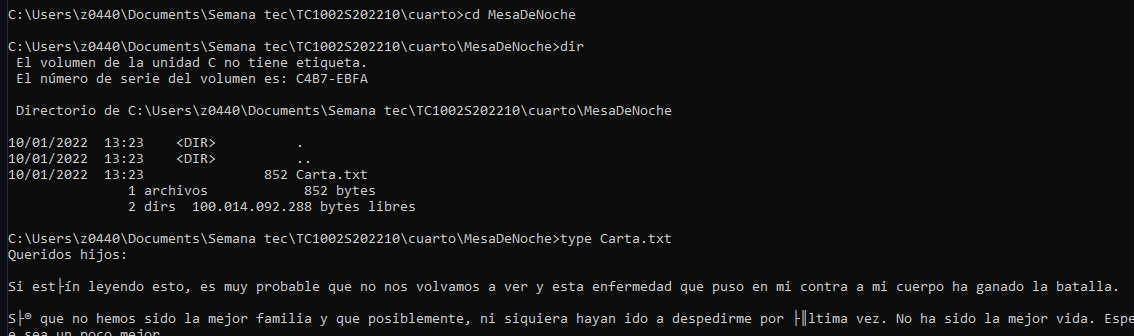 C:\Users\z0440\Documents\Semana tec\TC1002S202210\cuarto>cd MesaDeNoche
C:\Users\z0440\Documents\Semana tec\TC1002S202210\cuarto\MesaDeNoche>dir
El volumen de la unidad C no tiene etiqueta.
El número de serie del volumen es: C4B7-EBFA
Directorio de C:\Users\z0440\Documents\Semana tec\TC1002S202210\cuarto\MesaDeNoche
10/01/2022  13:23    <DIR>          .
10/01/2022  13:23    <DIR>          ..
10/01/2022  13:23               852 Carta.txt
1 archivos            852 bytes
2 dirs  100.014.092.288 bytes libres
C:\Users\z0440\Documents\Semana tec\TC1002S202210\cuarto\MesaDeNoche>type Carta.txt
Queridos hijos:
Si est├ín leyendo esto, es muy probable que no nos volvamos a ver y esta enfermedad que puso en mi contra a mi cuerpo ha ganado la batalla.
S├® que no hemos sido la mejor familia y que posiblemente, ni siquiera hayan ido a despedirme por ├║ltima vez. No ha sido la mejor vida. Espe
e sea un poco mejor